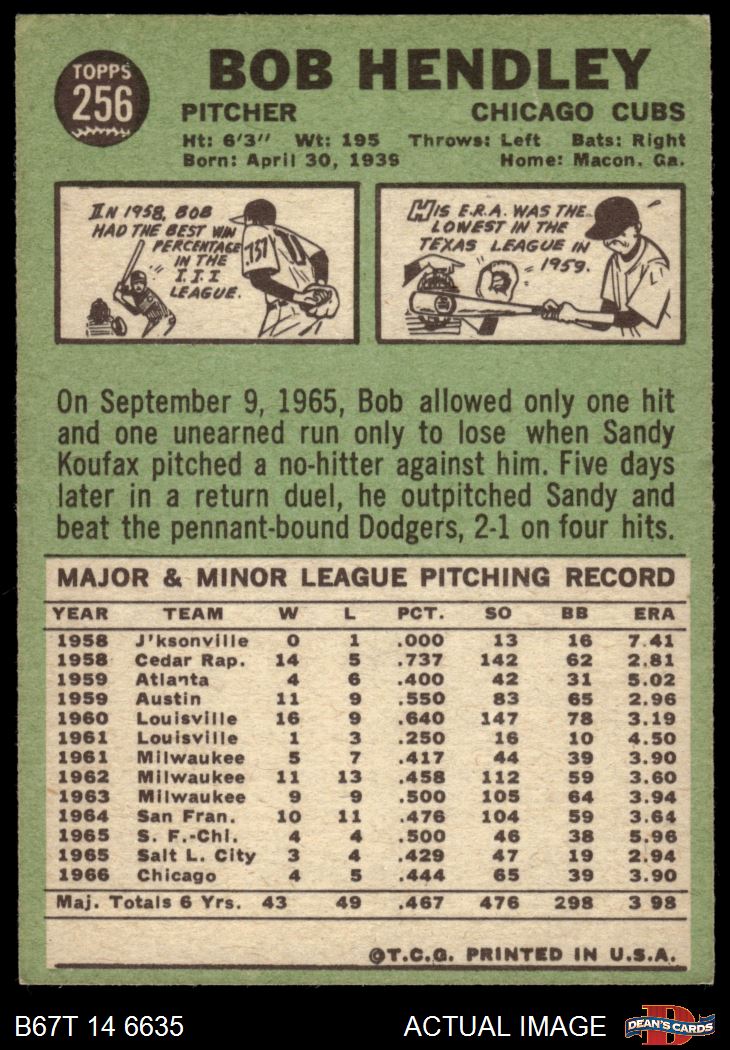 TOPPS
256
BOB HENDLEY
PITCHER CHICAGO CUBS
Ht: 6'3" Wt: 195 Throws: Left Bats: Right
Born: April 30, 1939 Home: Macon, Ga.
IN 1958, BOB
HAD THE BEST WIN
PERCENTAGE
IN THE
I.I.I
LEAGUE.
.737
HIS E.R.A. WAS THE
LOWEST IN THE
TEXAS LEAGUE IN
1959.
On September 9, 1965, Bob allowed only one hit
and one unearned run only to lose when Sandy
Koufax pitched a no-hitter against him. Five days
later in a return duel, he outpitched Sandy and
beat the pennant-bound Dodgers, 2-1 on four hits.
MAJOR & MINOR LEAGUE PITCHING RECORD
YEAR TEAM W L PCT. SO BB ERA
1958 J'ksonville 0 1 .000 13 16 7.41
1958 Cedar Rap. 14 5 .737 142 62 2.81
1959 Atlanta 4 6 .400 42 31 5.02
1959 Austin 11 9 .550 83 65 2.96
1960 Louisville 16 9 .640 147 78 3.19
1961 Louisville 1 3 .250 16 10 4.50
1961 Milwaukee 5 7 .417 44 39 3.90
1962 Milwaukee 11 13 .458 112 59 3.60
1963 Milwaukee 9 9 .500 105 64 3.94
1964 San Fran. 10 11 .476 104 59 3.64
1965 S. F.-Chi. 4 4 .500 46 38 5.96
1965 Salt L. City 3 4 .429 47 19 2.94
1966 Chicago 4 5 .444 65 39 3.90
Maj. Totals 6 Yrs. 43 49 .467 476 298 3 98
©T.C.G. PRINTED IN U.S.A.
B67T 14 6635 ACTUAL IMAGE
D
DEAN'S CARDS